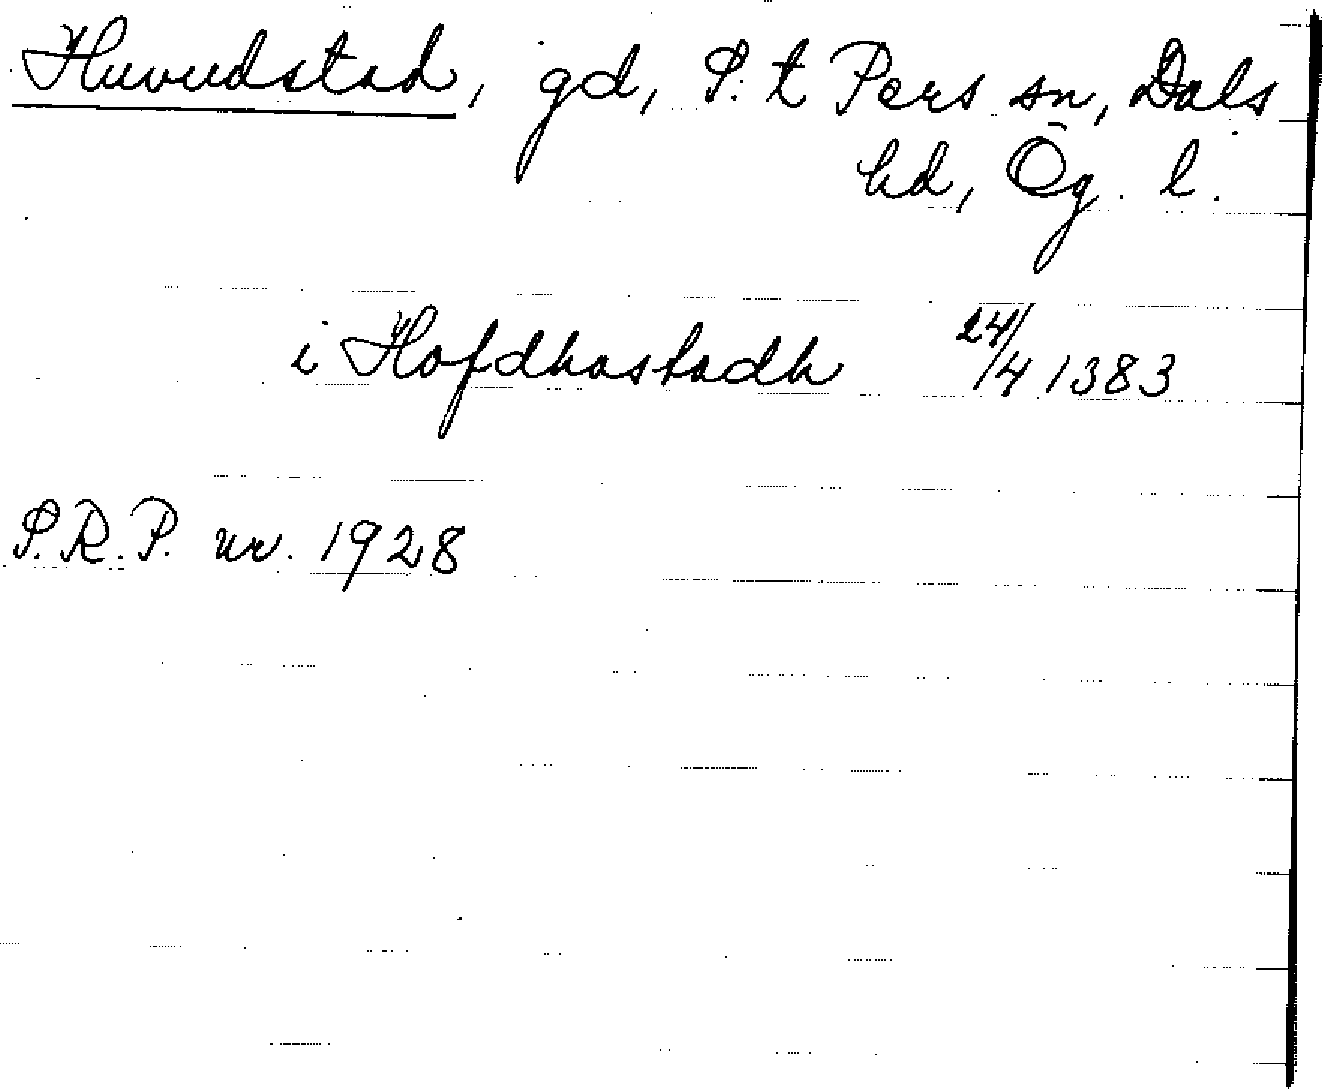 Huvudstad, gd, S:t Pers sn, Dals
hd, Ög. l.
i Hofdhastadh 24/4 1383
S.R.P. nr. 1928